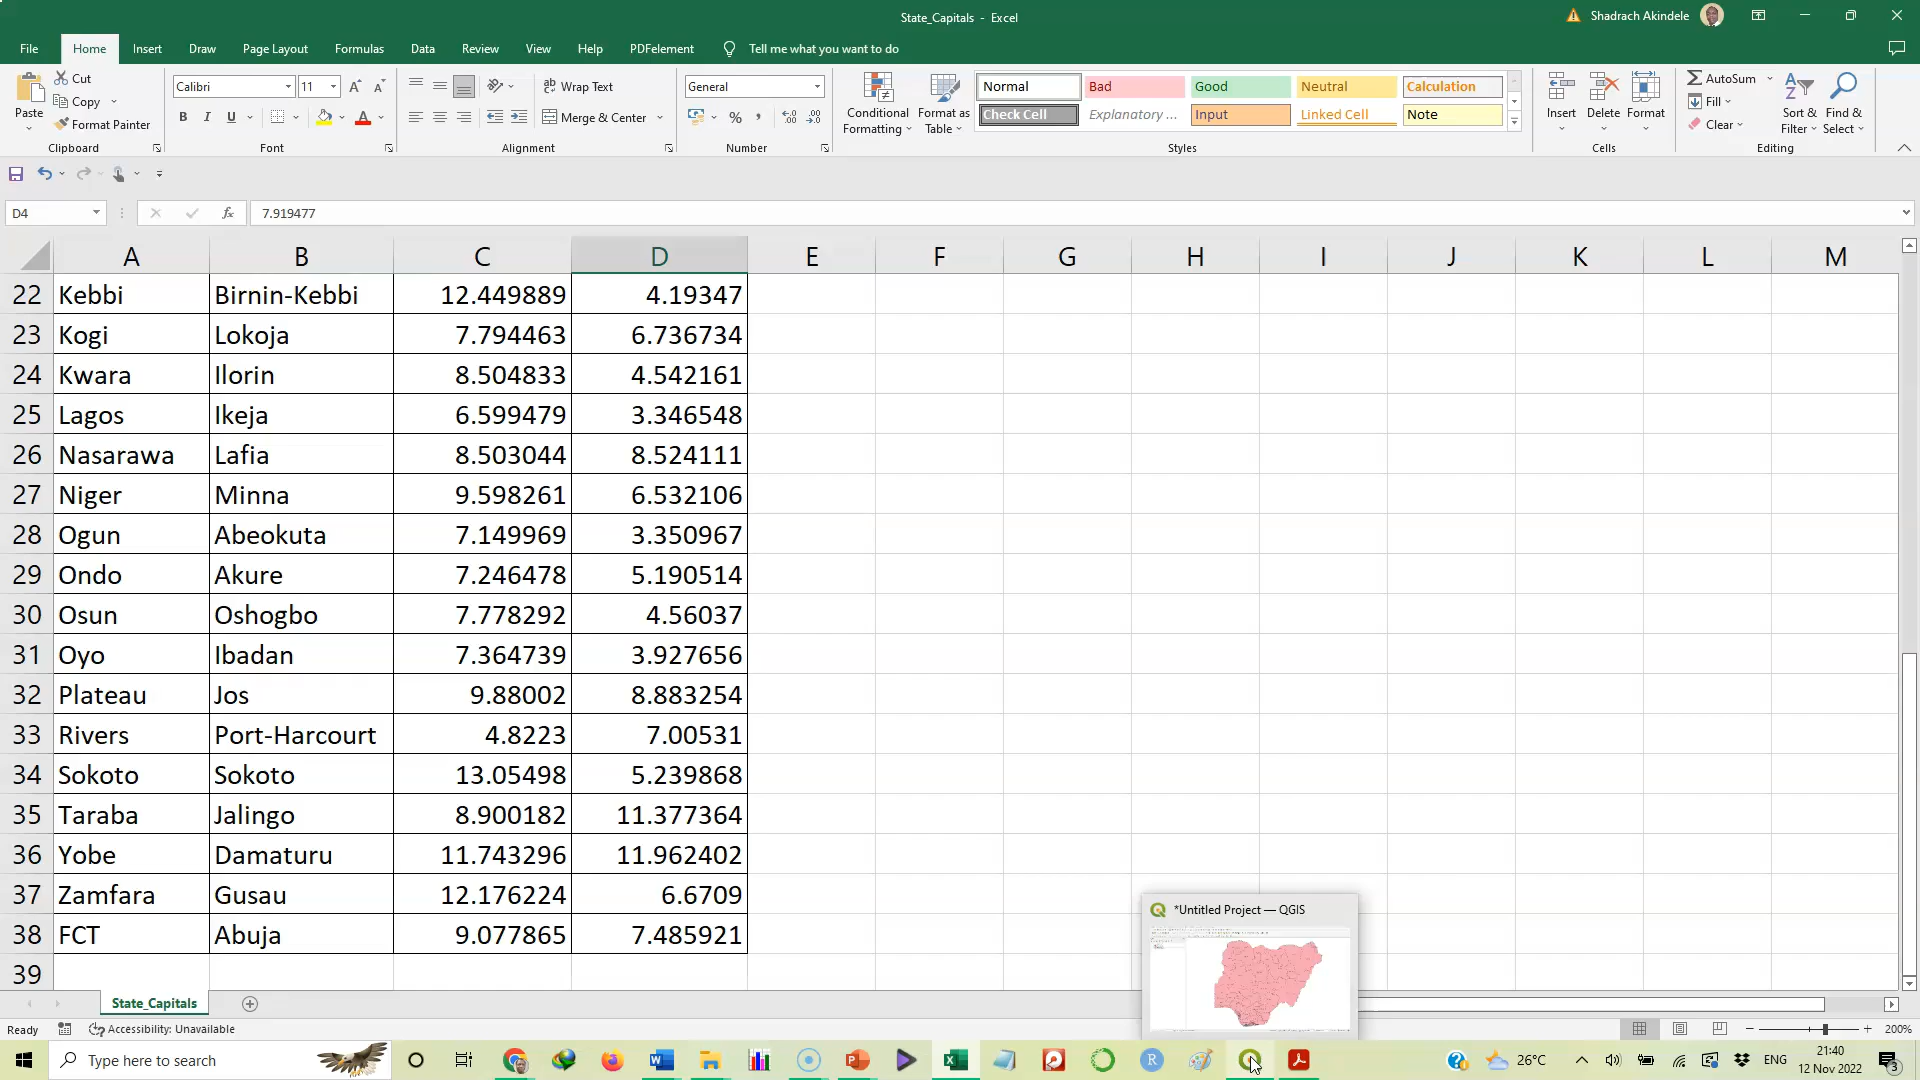 State_Capitals - Excel
Shadrach Akindele
File Home Insert Draw Page Layout Formulas Data Review View Help PDFelement Tell me what you want to do
Paste
Cut
Copy
Format Painter
Clipboard
Calibri 11
B I U
Font
Wrap Text
Merge & Center
Alignment
General
Number
Conditional Formatting
Format as Table
Normal Bad Good Neutral Calculation
Check Cell Explanatory ... Input Linked Cell Note
Styles
Insert Delete Format
Cells
AutoSum
Fill
Clear
Sort & Filter
Find & Select
Editing
D4 fx 7.919477
A B C D E F G H I J K L M
22 Kebbi Birnin-Kebbi 12.449889 4.19347
23 Kogi Lokoja 7.794463 6.736734
24 Kwara Ilorin 8.504833 4.542161
25 Lagos Ikeja 6.599479 3.346548
26 Nasarawa Lafia 8.503044 8.524111
27 Niger Minna 9.598261 6.532106
28 Ogun Abeokuta 7.149969 3.350967
29 Ondo Akure 7.246478 5.190514
30 Osun Oshogbo 7.778292 4.56037
31 Oyo Ibadan 7.364739 3.927656
32 Plateau Jos 9.88002 8.883254
33 Rivers Port-Harcourt 4.8223 7.00531
34 Sokoto Sokoto 13.05498 5.239868
35 Taraba Jalingo 8.900182 11.377364
36 Yobe Damaturu 11.743296 11.962402
37 Zamfara Gusau 12.176224 6.6709
38 FCT Abuja 9.077865 7.485921
39
*Untitled Project — QGIS
State_Capitals
Ready Accessibility: Unavailable 200%
Type here to search
26°C ENG
21:40
12 Nov 2022
3